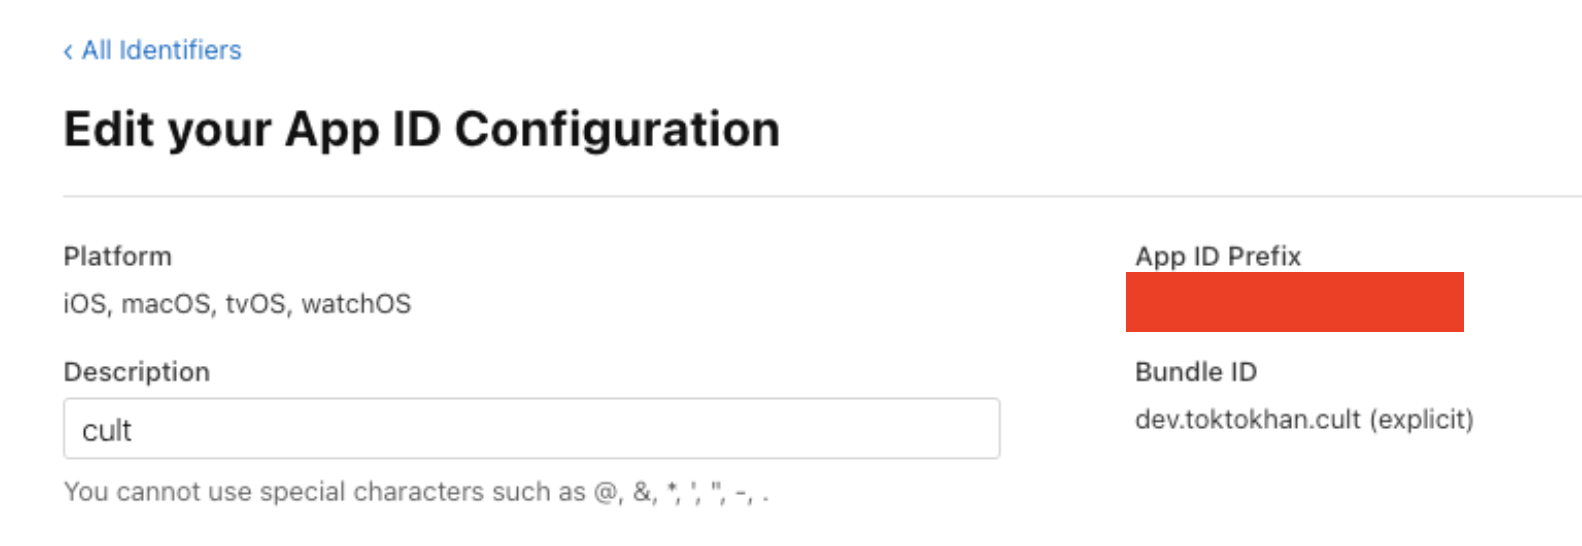 ‹ All Identifiers
Edit your App ID Configuration
Platform
iOS, macOS, tvOS, watchOS
App ID Prefix
Description
cult
You cannot use special characters such as @, &, *, ', ", -, .
Bundle ID
dev.toktokhan.cult (explicit)